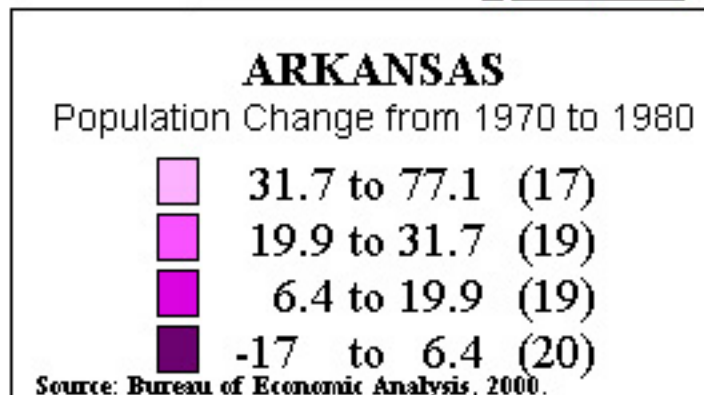 ARKANSAS
Population Change from 1970 to 1980
31.7 to 77.1 (17)
19.9 to 31.7 (19)
6.4 to 19.9 (19)
-17 to 6.4 (20)
Source: Bureau of Economic Analysis, 2000.